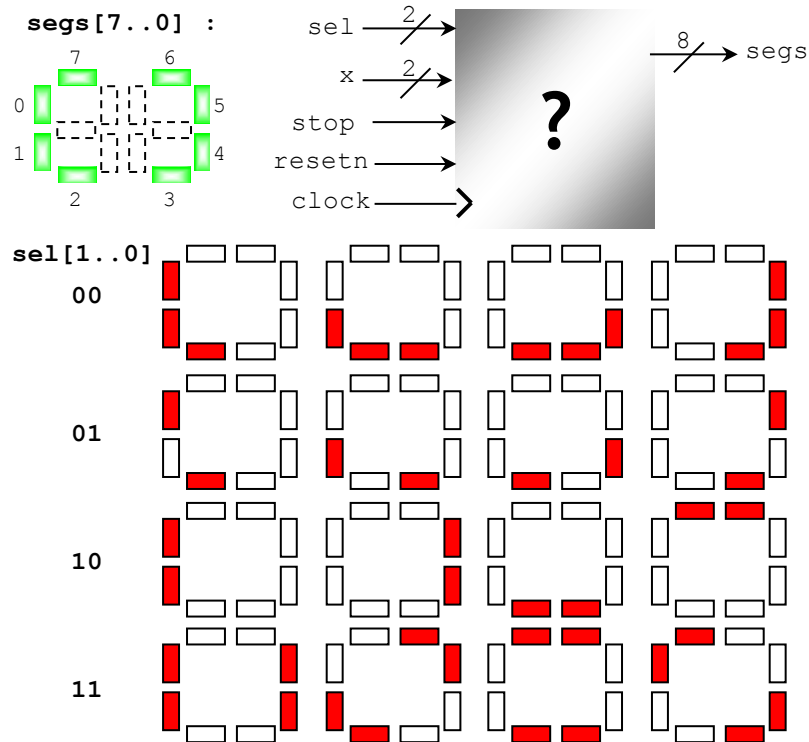 segs[7..0] :
7 6
0 5
1 4
2 3
sel 2
x 2
stop
resetn
clock
?
8 segs
sel[1..0]
00
01
10
11